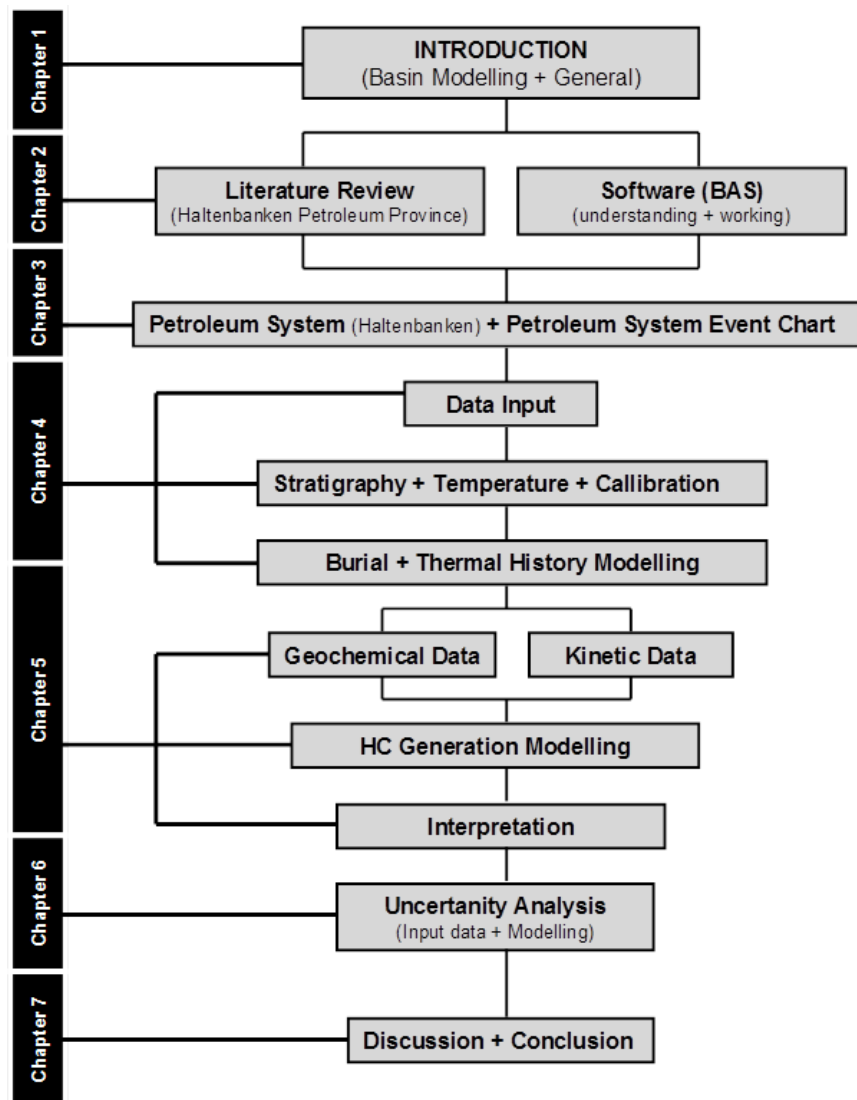 Chapter 1
INTRODUCTION
(Basin Modelling + General)
Chapter 2
Literature Review
(Haltenbanken Petroleum Province)
Software (BAS)
(understanding + working)
Chapter 3
Petroleum System (Haltenbanken) + Petroleum System Event Chart
Chapter 4
Data Input
Stratigraphy + Temperature + Callibration
Burial + Thermal History Modelling
Chapter 5
Geochemical Data
Kinetic Data
HC Generation Modelling
Interpretation
Chapter 6
Uncertanity Analysis
(Input data + Modelling)
Chapter 7
Discussion + Conclusion